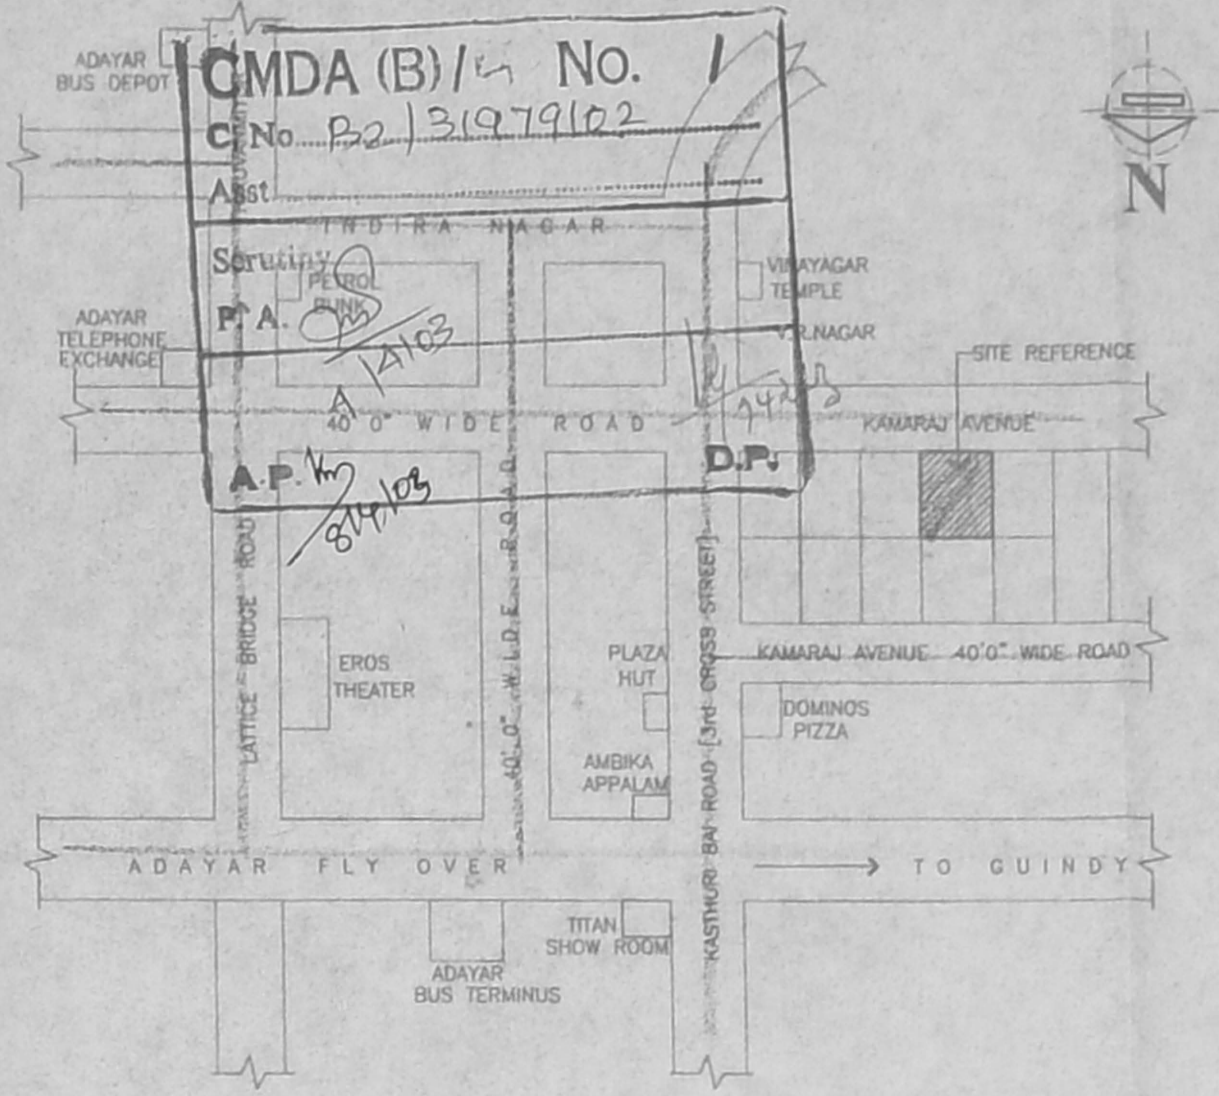 ADAYAR
BUS DEPOT
CMDA (B)/ No. 1
C. No. B2/31979/02
Asst
N
INDIRA NAGAR
Scrutiny
PETROL
BUNK
P. A.
VINAYAGAR
TEMPLE
ADAYAR
TELEPHONE
EXCHANGE
SITE REFERENCE
40'0" WIDE ROAD
KAMARAJ AVENUE
A.P.
8/4/03
D.P.
LATTICE BRIDGE ROAD
40'0" WIDE ROAD
KASTHURI BAI ROAD [3rd CROSS STREET]
EROS
THEATER
PLAZA
HUT
KAMARAJ AVENUE 40'0" WIDE ROAD
DOMINOS
PIZZA
AMBIKA
APPALAM
ADAYAR FLY OVER
TO GUINDY
TITAN
SHOW ROOM
ADAYAR
BUS TERMINUS